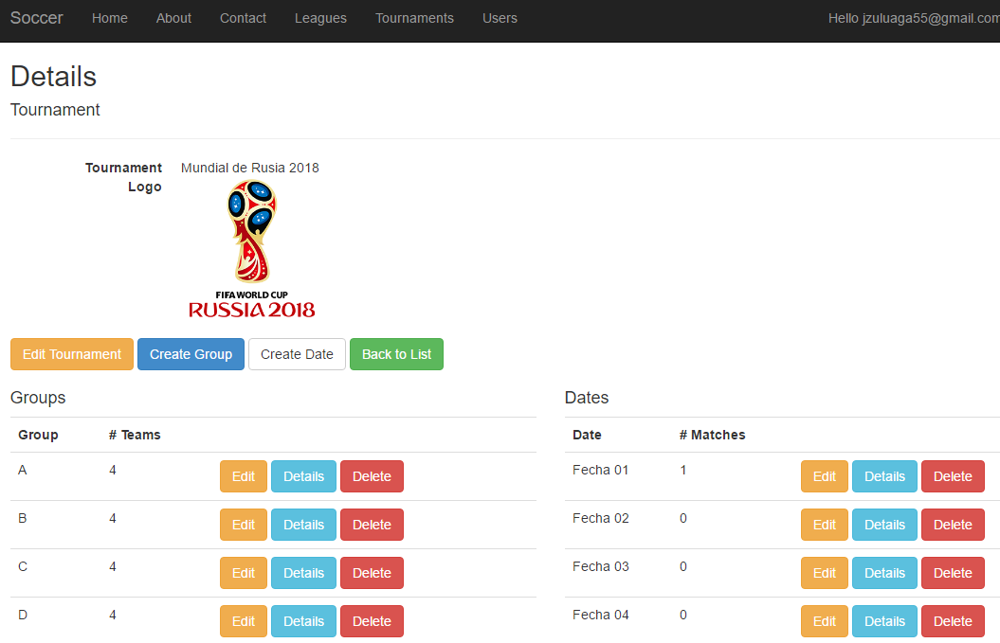 Soccer Home About Contact Leagues Tournaments Users Hello jzuluaga55@gmail.com
Details
Tournament
Tournament Mundial de Rusia 2018
Logo
FIFA WORLD CUP
RUSSIA 2018
Edit Tournament Create Group Create Date Back to List
Groups
Group # Teams
A 4 Edit Details Delete
B 4 Edit Details Delete
C 4 Edit Details Delete
D 4 Edit Details Delete
Dates
Date # Matches
Fecha 01 1 Edit Details Delete
Fecha 02 0 Edit Details Delete
Fecha 03 0 Edit Details Delete
Fecha 04 0 Edit Details Delete